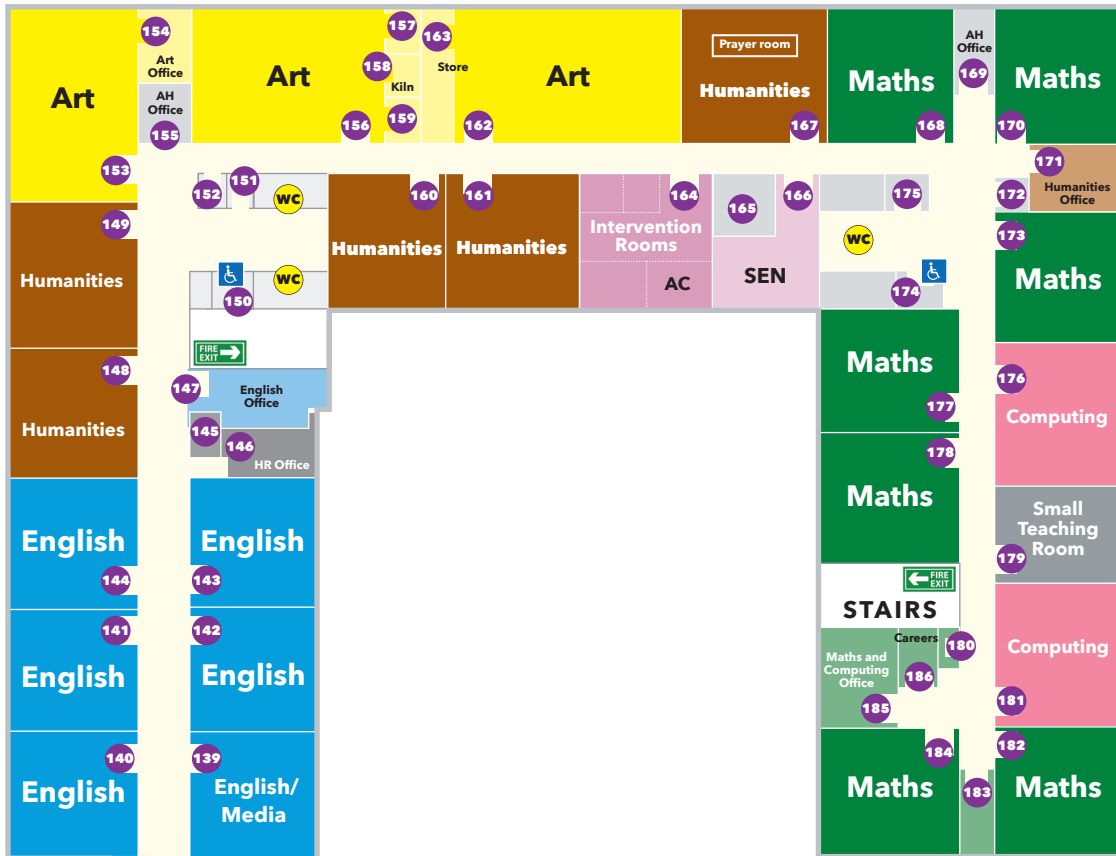 154
Art
Office
Art
AH
Office
155
153
157
163
158
Store
Kiln
Art
159
156
Art
162
Prayer room
Humanities
167
Maths
168
AH
Office
169
Maths
170
171
Humanities
Office
172
152
151
WC
149
Humanities
160
161
Humanities
Humanities
164
Intervention
Rooms
AC
165
166
SEN
175
WC
173
Maths
WC
150
174
FIRE
EXIT
148
Humanities
147
English
Office
145
146
HR Office
Maths
177
176
Computing
178
Maths
English
144
English
143
Small
Teaching
Room
179
FIRE
EXIT
STAIRS
141
English
142
English
Careers
180
Maths and
Computing
Office
186
185
Computing
181
140
English
139
English/
Media
184
Maths
183
182
Maths